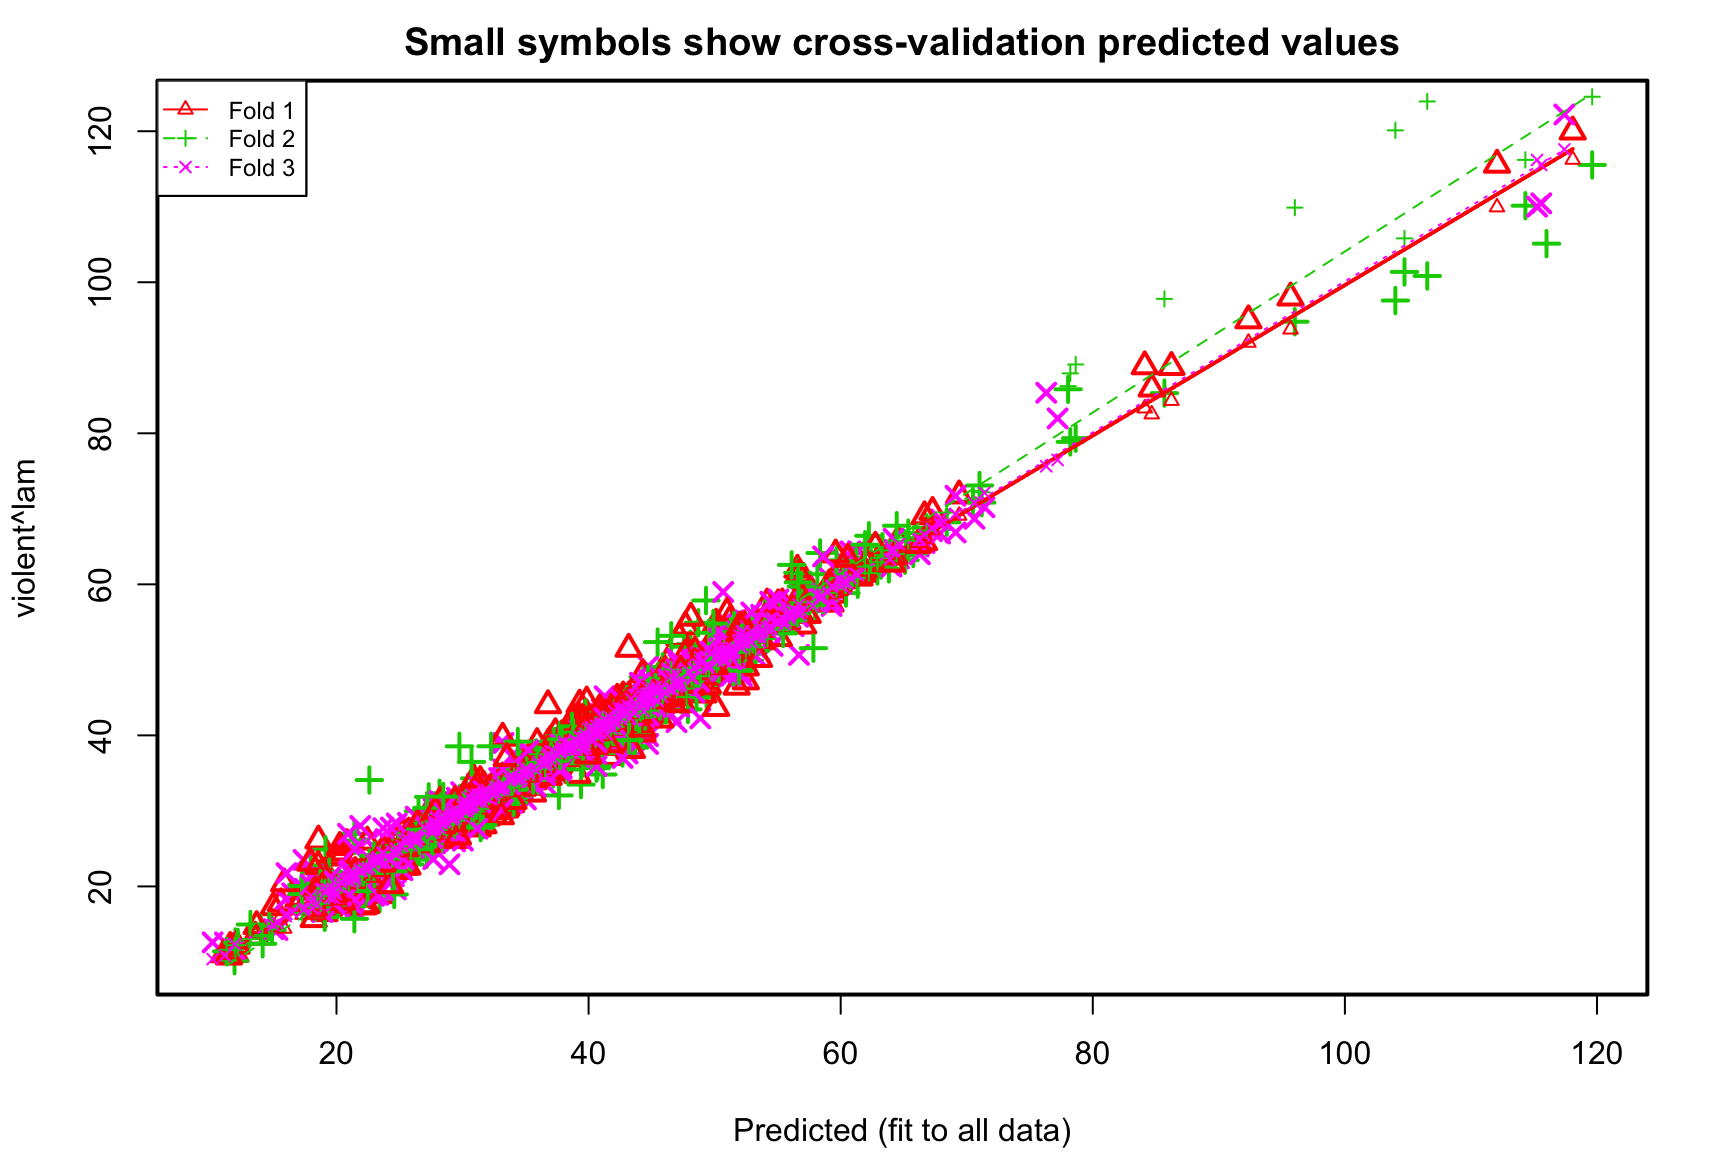 Small symbols show cross-validation predicted values
Fold 1
Fold 2
Fold 3
violent^lam
120
100
80
60
40
20
20 40 60 80 100 120
Predicted (fit to all data)